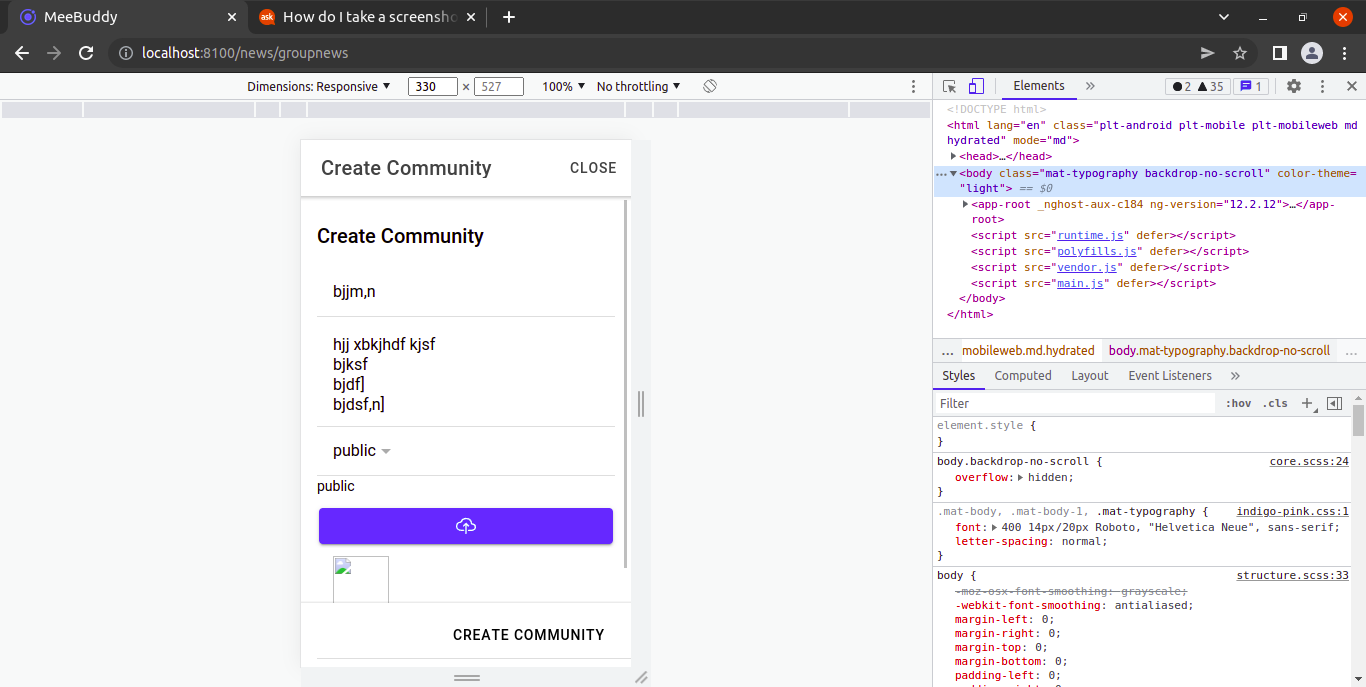 MeeBuddy
ask
How do I take a screensho
localhost:8100/news/groupnews
Dimensions: Responsive
330 × 527
100%
No throttling
Create Community
CLOSE
Create Community
bjjm,n
hjj xbkjhdf kjsf
bjksf
bjdf]
bjdsf,n]
public
public
CREATE COMMUNITY
Elements
2
35
1
<!DOCTYPE html>
<html lang="en" class="plt-android plt-mobile plt-mobileweb md
hydrated" mode="md">
<head>…</head>
<body class="mat-typography backdrop-no-scroll" color-theme=
"light"> == $0
<app-root _nghost-aux-c184 ng-version="12.2.12">…</app-
root>
<script src="runtime.js" defer></script>
<script src="polyfills.js" defer></script>
<script src="vendor.js" defer></script>
<script src="main.js" defer></script>
</body>
</html>
... mobileweb.md.hydrated body.mat-typography.backdrop-no-scroll ...
Styles Computed Layout Event Listeners
Filter
:hov .cls
element.style {
}
body.backdrop-no-scroll { core.scss:24
overflow: hidden;
}
.mat-body, .mat-body-1, .mat-typography { indigo-pink.css:1
font: 400 14px/20px Roboto, "Helvetica Neue", sans-serif;
letter-spacing: normal;
}
body { structure.scss:33
-moz-osx-font-smoothing: grayscale;
-webkit-font-smoothing: antialiased;
margin-left: 0;
margin-right: 0;
margin-top: 0;
margin-bottom: 0;
padding-left: 0;